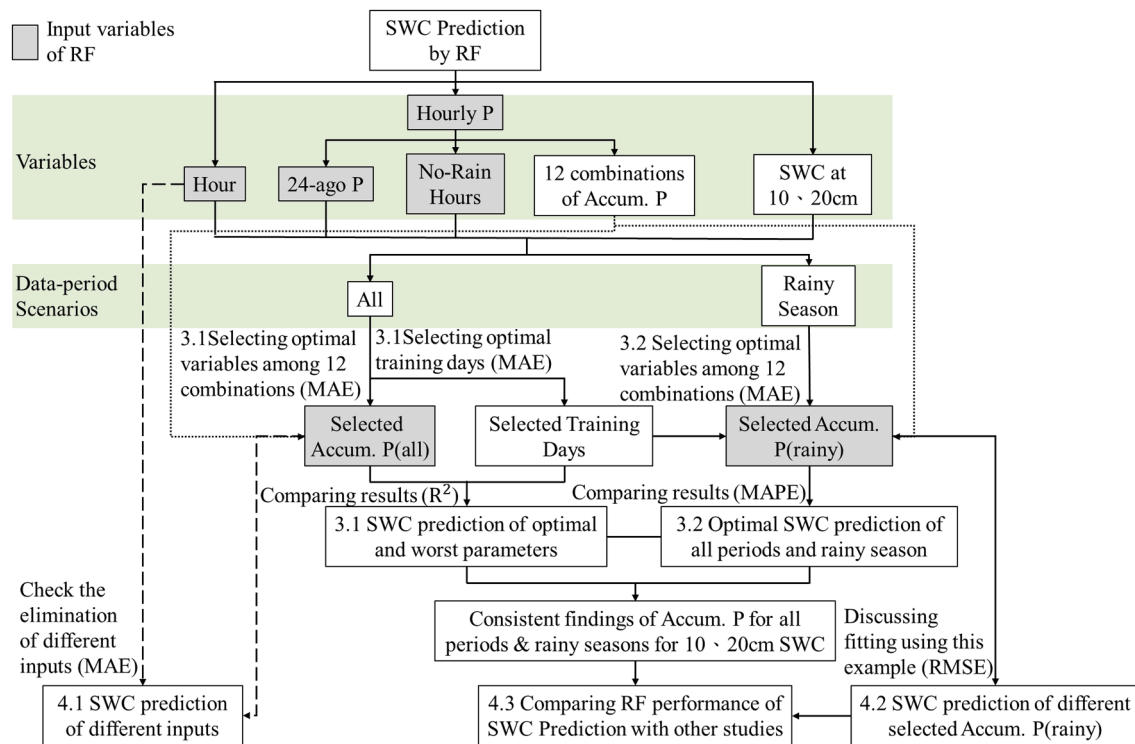 Input variables
of RF
SWC Prediction
by RF
Hourly P
Variables
Hour
24-ago P
No-Rain
Hours
12 combinations
of Accum. P
SWC at
10、20cm
Data-period
Scenarios
All
Rainy
Season
3.1Selecting optimal
variables among 12
combinations (MAE)
3.1Selecting optimal
training days (MAE)
3.2 Selecting optimal
variables among 12
combinations (MAE)
Selected
Accum. P(all)
Selected Training
Days
Selected Accum.
P(rainy)
Comparing results (R²)
Comparing results (MAPE)
3.1 SWC prediction of optimal
and worst parameters
3.2 Optimal SWC prediction of
all periods and rainy season
Check the
elimination
of different
inputs (MAE)
Consistent findings of Accum. P for all
periods & rainy seasons for 10、20cm SWC
Discussing
fitting using this
example (RMSE)
4.1 SWC prediction
of different inputs
4.3 Comparing RF performance of
SWC Prediction with other studies
4.2 SWC prediction of different
selected Accum. P(rainy)